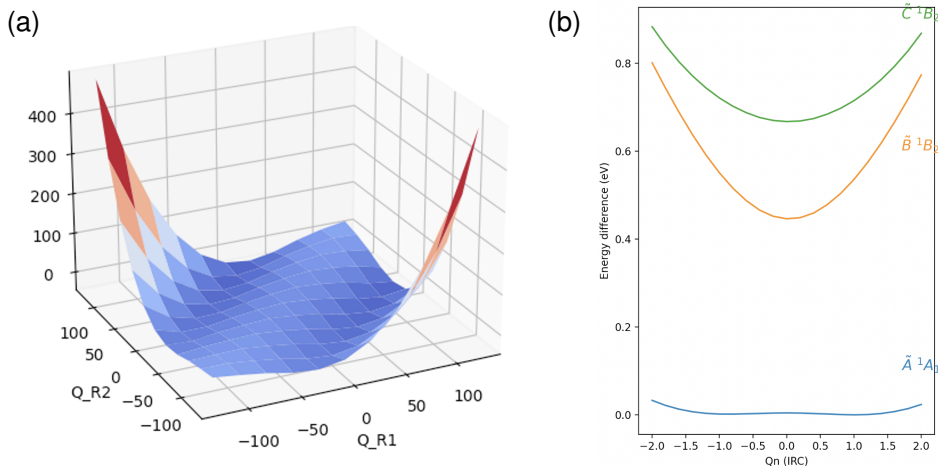 (a)
400
300
200
100
0
100
50
0
−50
−100
Q_R2
−100
−50
0
50
100
Q_R1
(b)
C̃ ¹B₂
B̃ ¹B₂
Ã ¹A₁
Energy difference (eV)
0.8
0.6
0.4
0.2
0.0
−2.0 −1.5 −1.0 −0.5 0.0 0.5 1.0 1.5 2.0
Qn (IRC)